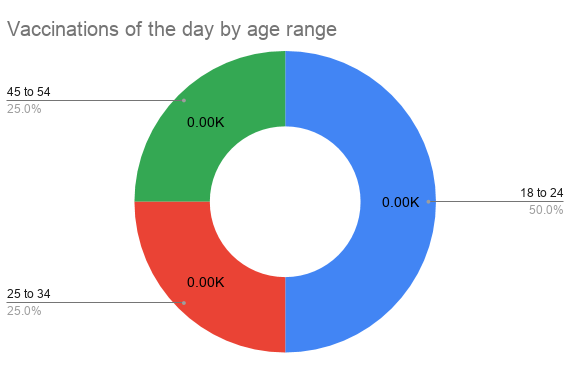 Vaccinations of the day by age range
45 to 54
25.0%
0.00K
18 to 24
50.0%
0.00K
25 to 34
25.0%
0.00K